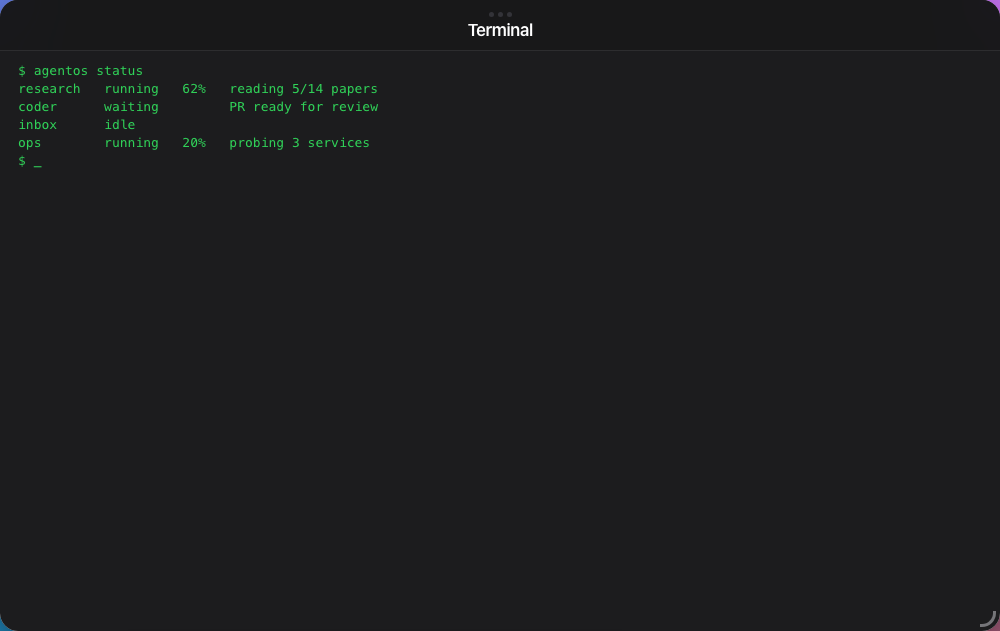 Terminal
$ agentos status
research   running   62%   reading 5/14 papers
coder      waiting         PR ready for review
inbox      idle
ops        running   20%   probing 3 services
$ _